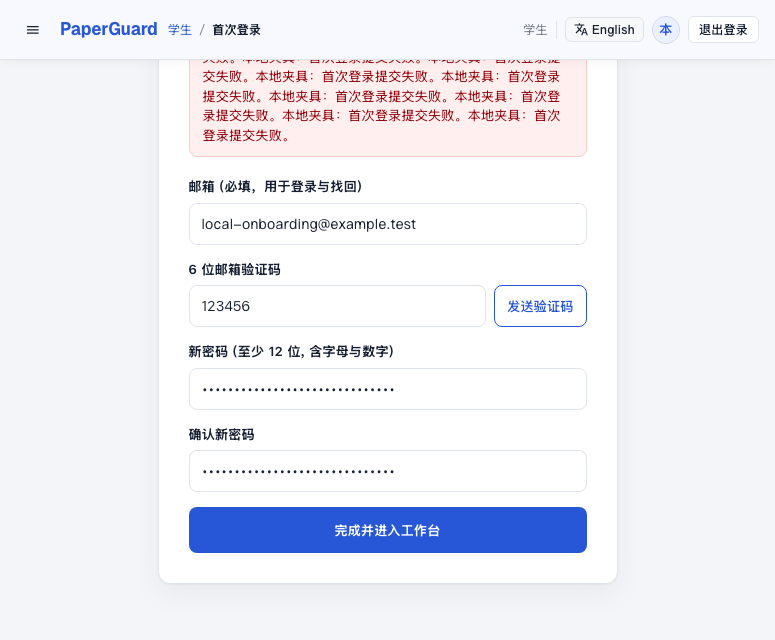 PaperGuard 学生 / 首次登录 学生 English 本 退出登录
交失败。本地夹具：首次登录提交失败。本地夹具：首次登录
提交失败。本地夹具：首次登录提交失败。本地夹具：首次登
录提交失败。本地夹具：首次登录提交失败。本地夹具：首次
登录提交失败。
邮箱 (必填，用于登录与找回)
local-onboarding@example.test
6 位邮箱验证码
123456 发送验证码
新密码 (至少 12 位, 含字母与数字)
确认新密码
完成并进入工作台